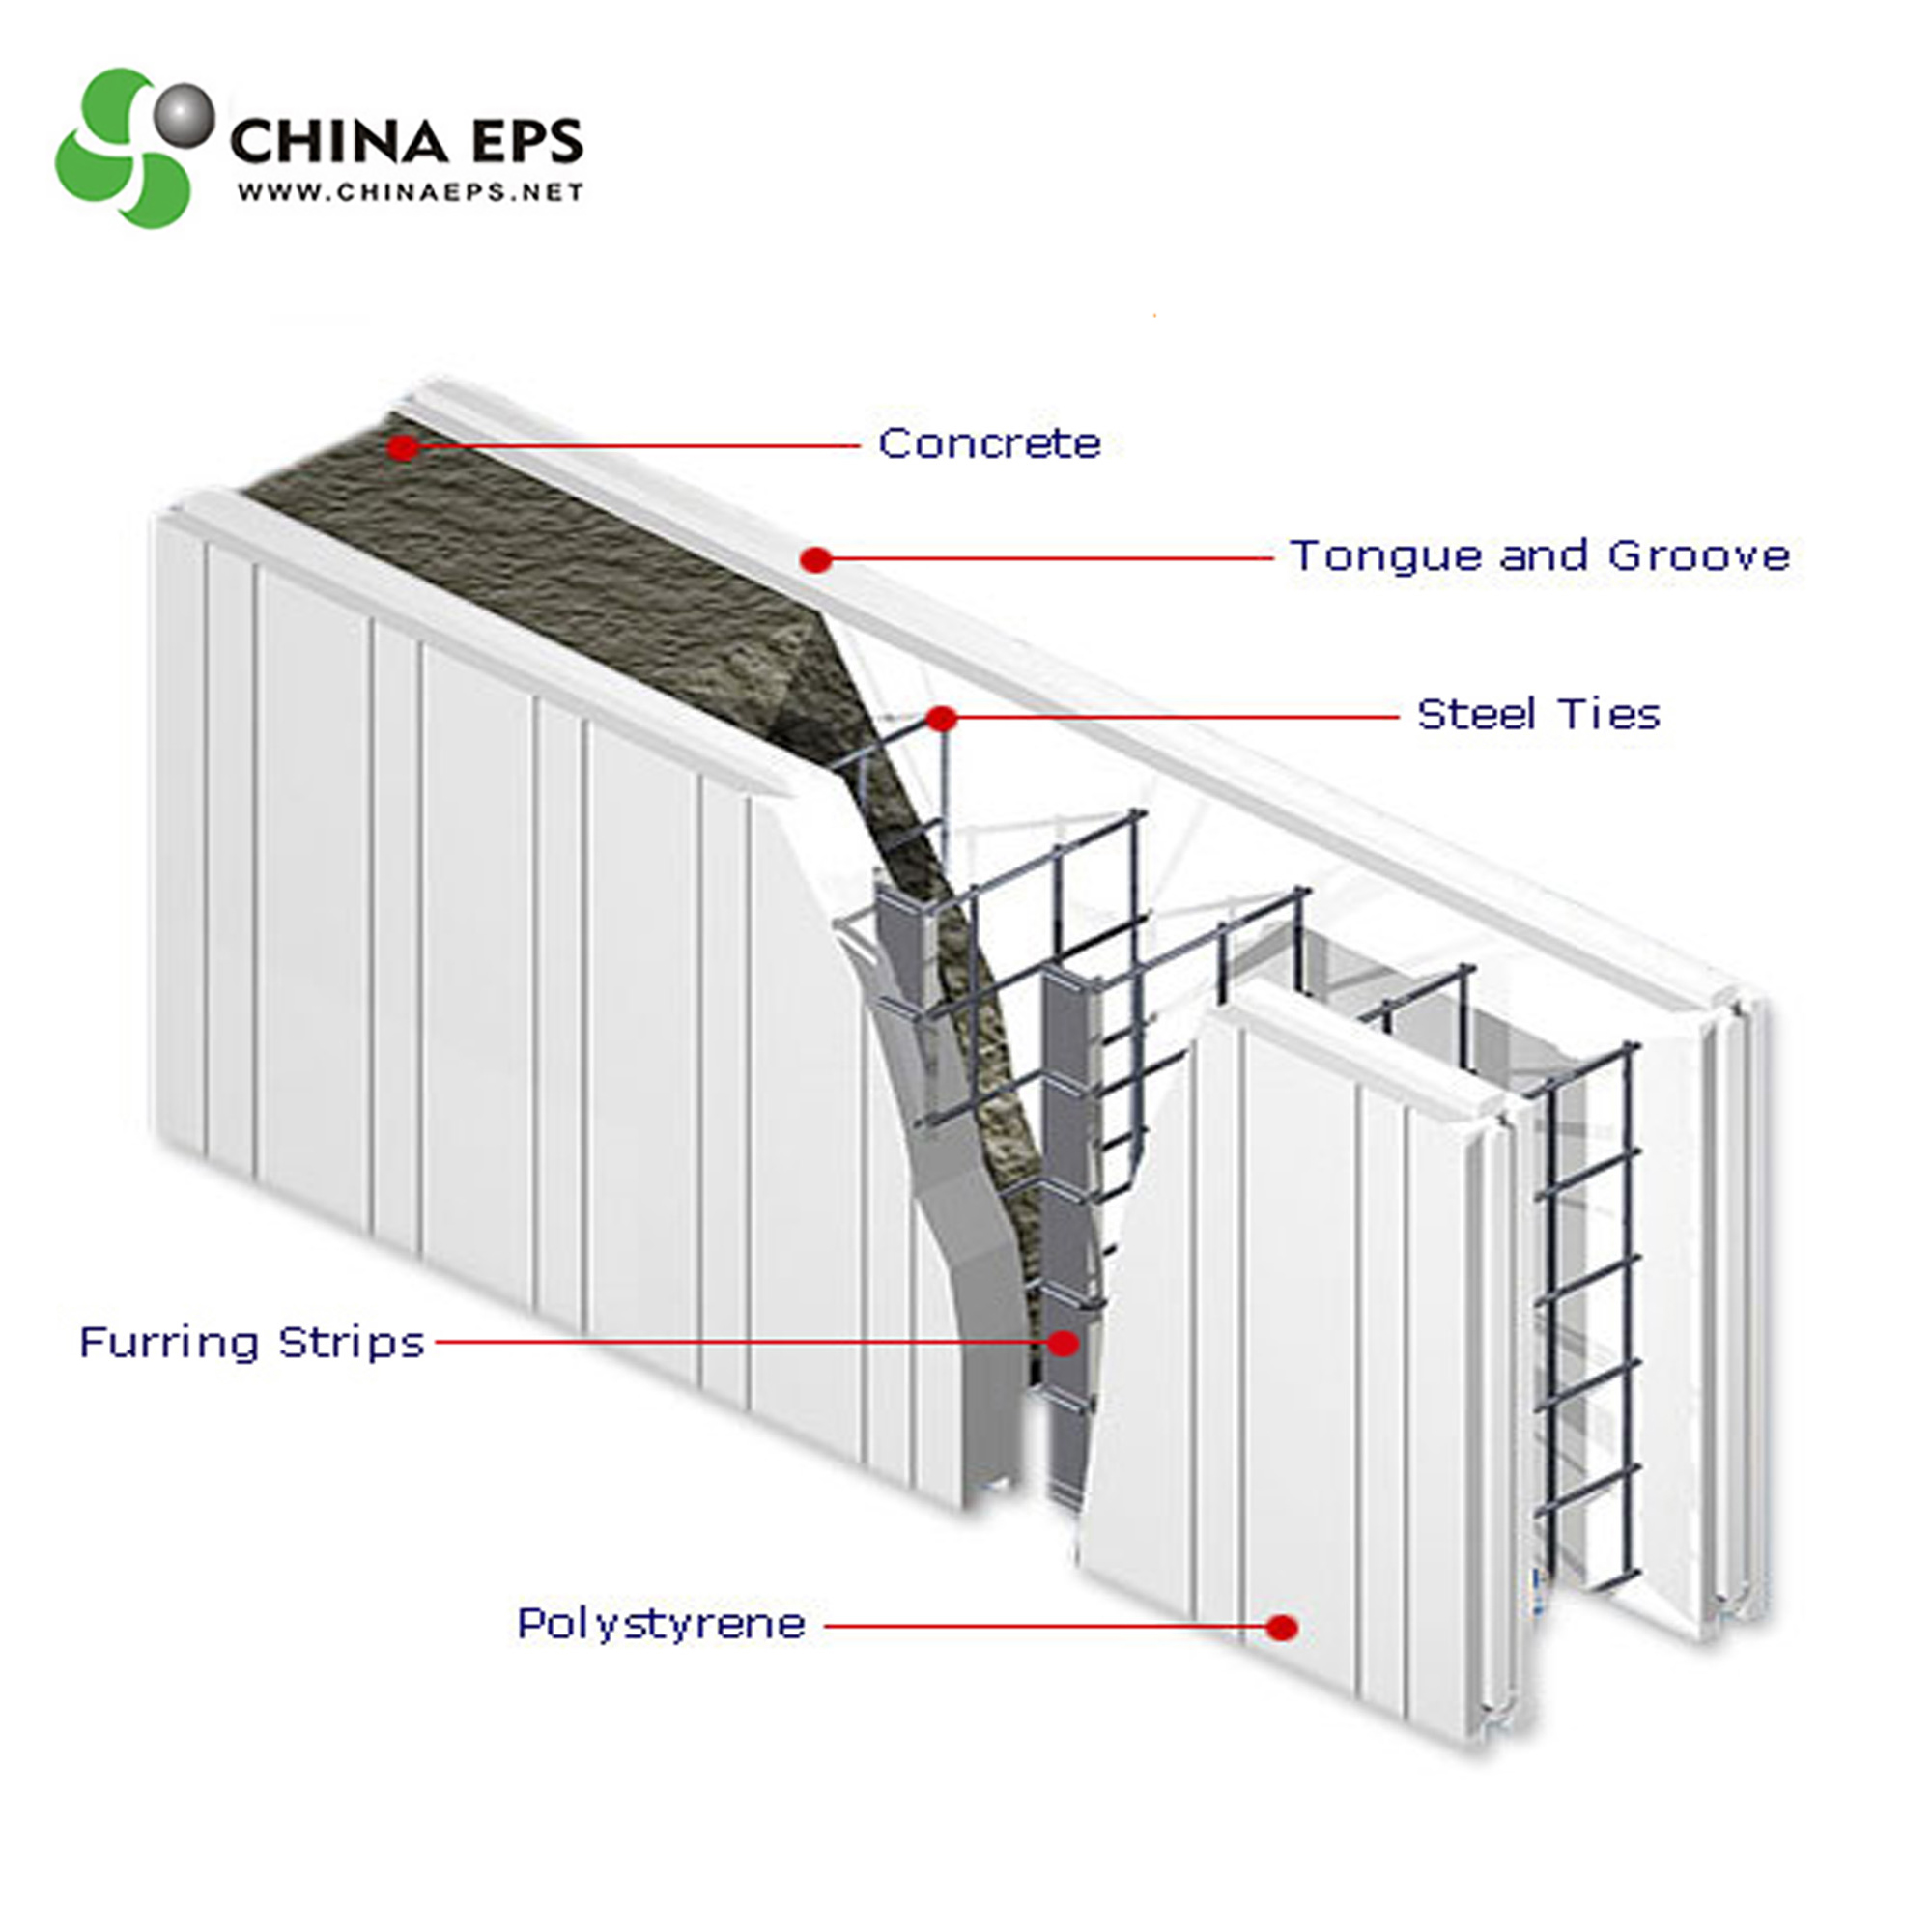 CHINA EPS
WWW.CHINAEPS.NET
Concrete
Tongue and Groove
Steel Ties
Furring Strips
Polystyrene